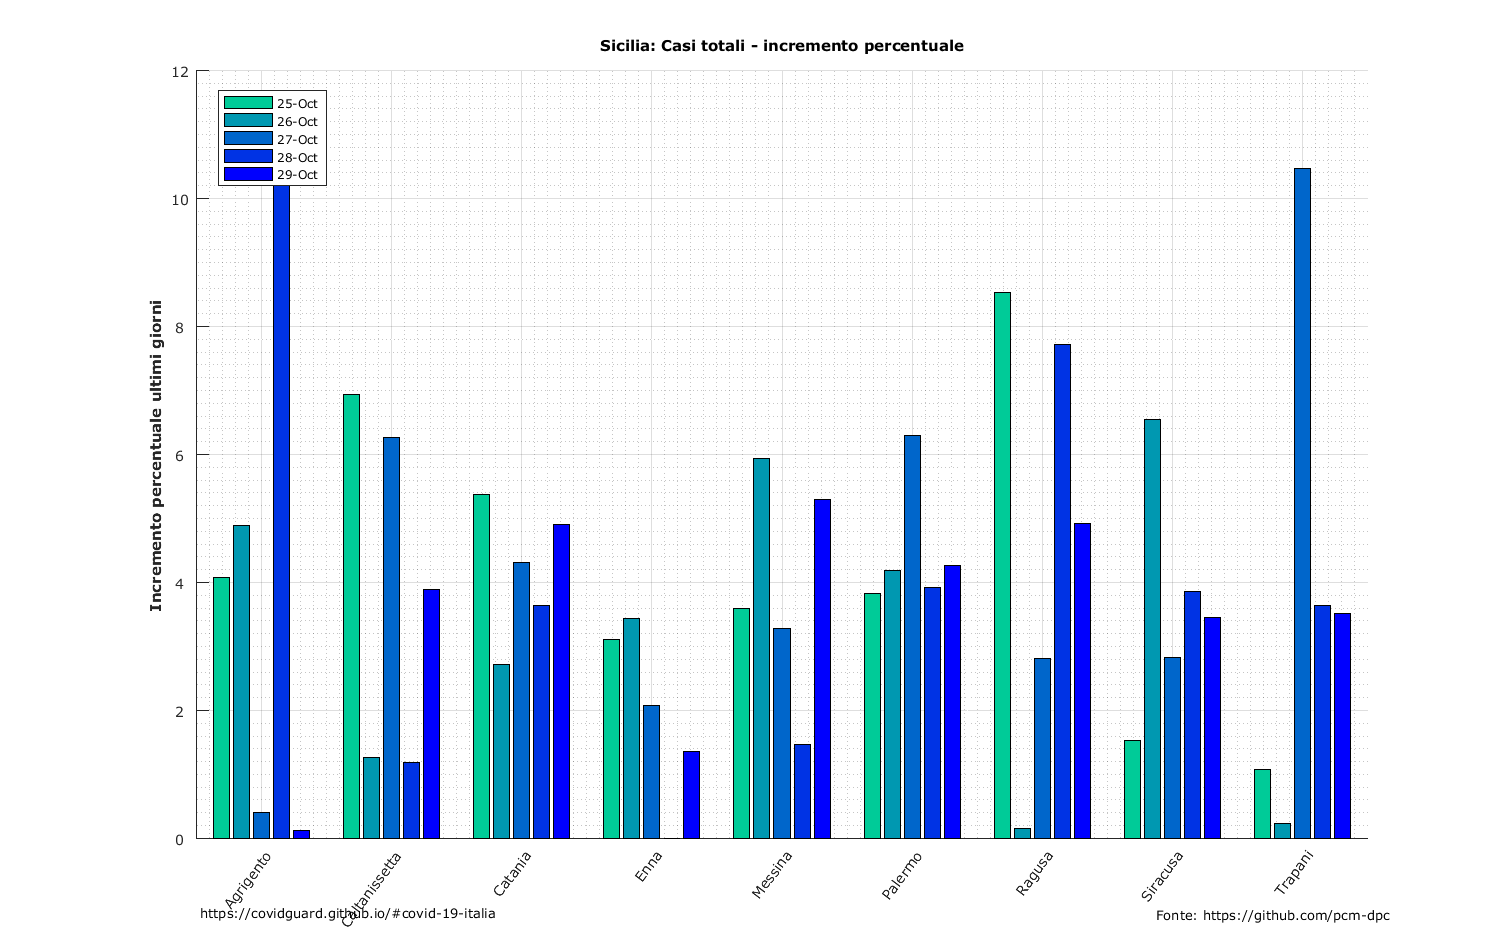 Sicilia: Casi totali - incremento percentuale
Incremento percentuale ultimi giorni
12
10
8
6
4
2
0
25-Oct
26-Oct
27-Oct
28-Oct
29-Oct
Agrigento
Caltanissetta
Catania
Enna
Messina
Palermo
Ragusa
Siracusa
Trapani
https://covidguard.github.io/#covid-19-italia
Fonte: https://github.com/pcm-dpc